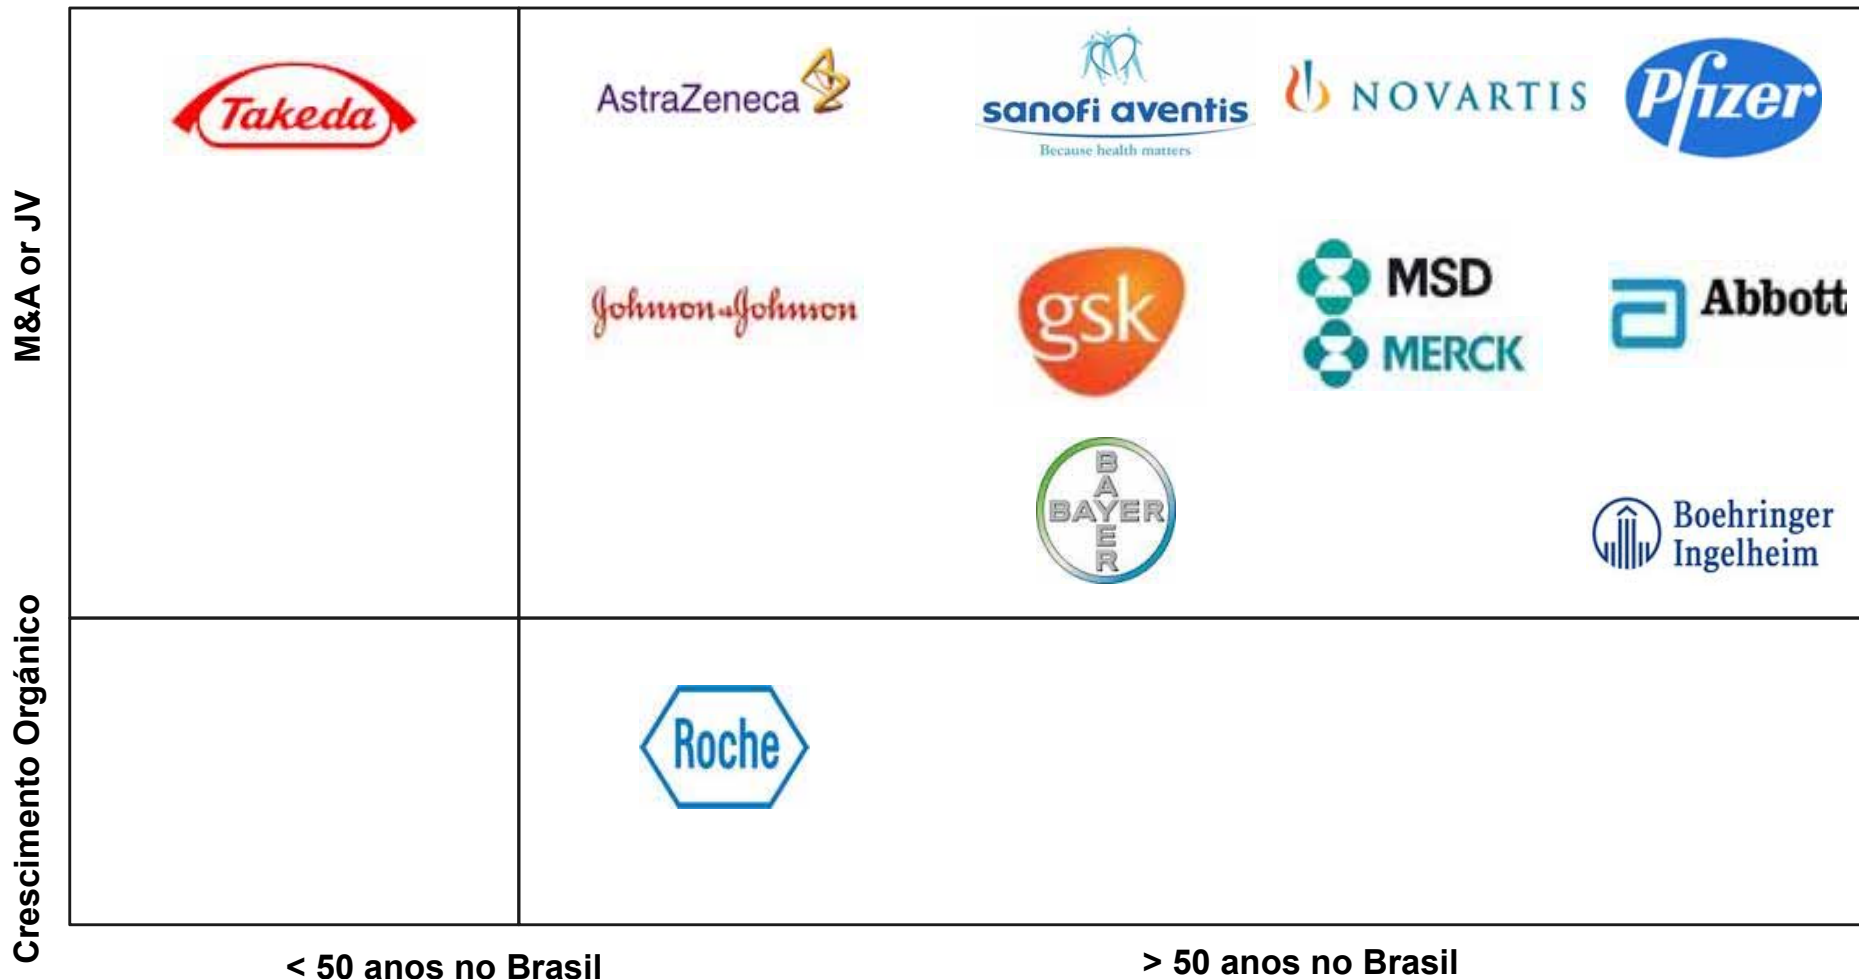 M&A or JV
Takeda
AstraZeneca
sanofi aventis
Because health matters
NOVARTIS
Pfizer
Johnson&Johnson
gsk
MSD
MERCK
Abbott
BAYER
BAYER
Boehringer
Ingelheim
Crescimento Orgánico
Roche
< 50 anos no Brasil
> 50 anos no Brasil